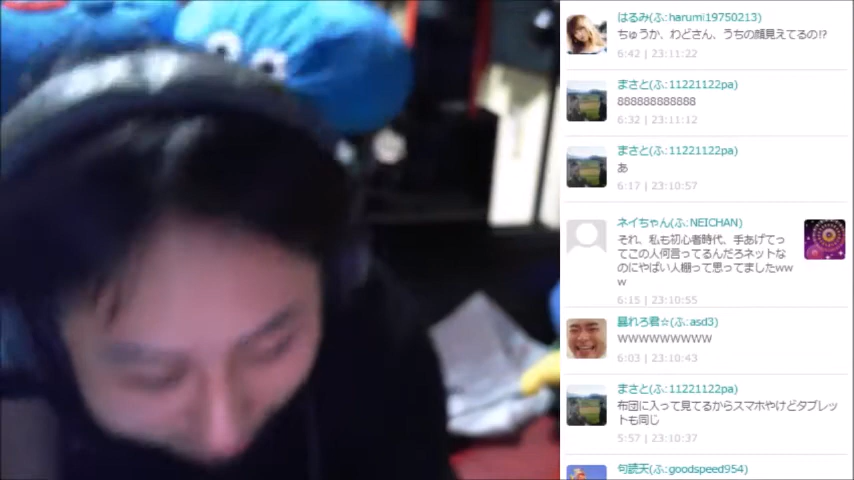 はるみ(ふ:harumi19750213)
ちゅうか、わどさん、うちの顔見えてるの!?
6:42 | 23:11:22
まさと(ふ:11221122pa)
888888888888
6:32 | 23:11:12
まさと(ふ:11221122pa)
あ
6:17 | 23:10:57
ネイちゃん(ふ:NEICHAN)
それ、私も初心者時代、手あげてっ
てこの人何言ってるんだろネットな
のにやばい人棚って思ってましたww
w
6:15 | 23:10:55
れろ君☆(ふ:asd3)
WWWWWWWWW
6:03 | 23:10:43
まさと(ふ:11221122pa)
布団に入って見てるからスマホやけどタブレッ
トも同じ
5:57 | 23:10:37
句読天(ふ:goodspeed954)